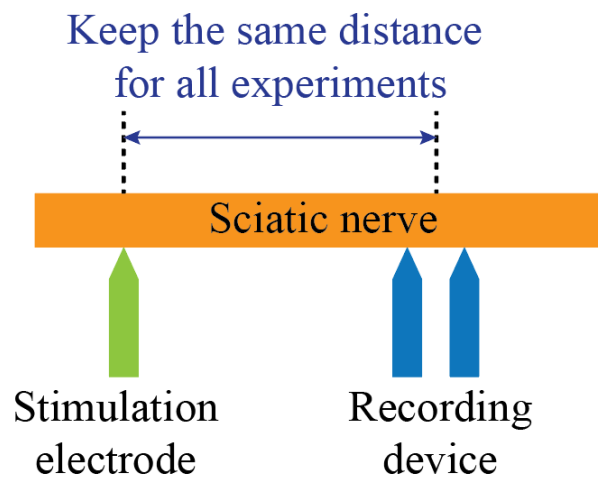 Keep the same distance
for all experiments
Sciatic nerve
Stimulation
electrode
Recording
device